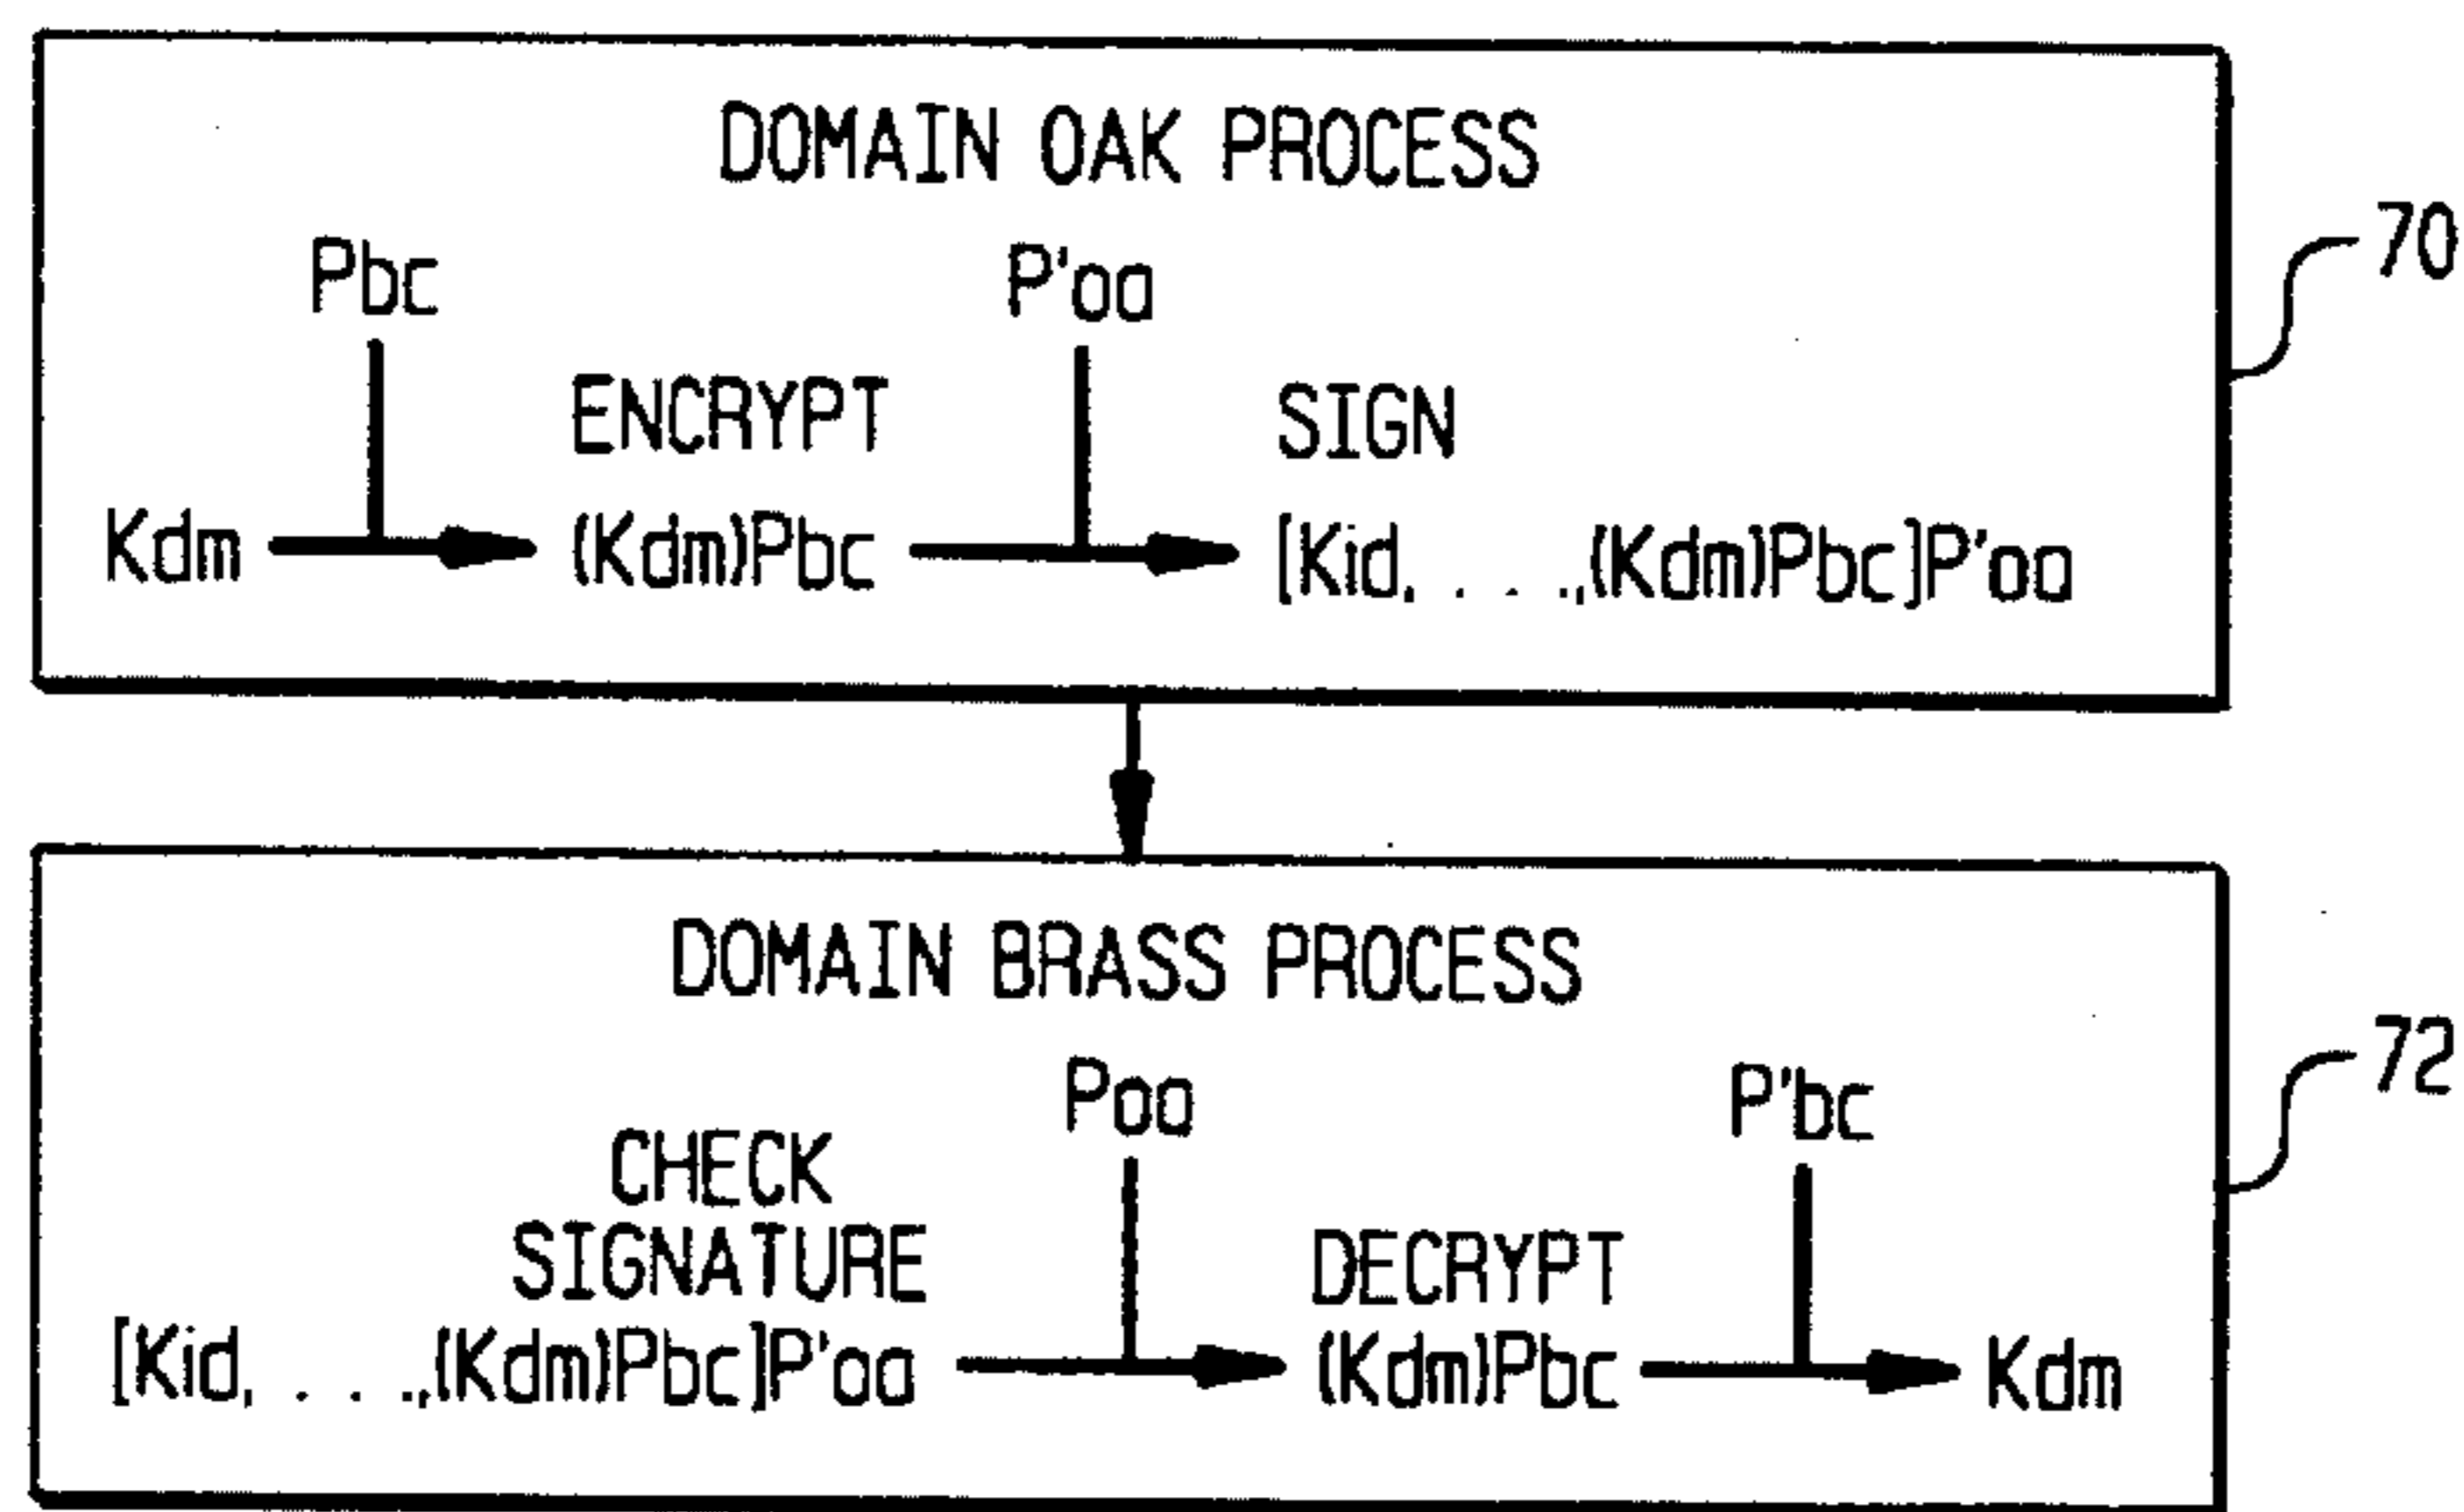 DOMAIN OAK PROCESS
Pbc P'oa
70
ENCRYPT SIGN
Kdm (Kdm)Pbc [Kid, . . .,(Kdm)Pbc]P'oa
DOMAIN BRASS PROCESS
72
Poa P'bc
CHECK
SIGNATURE DECRYPT
[Kid, . . .,(Kdm)Pbc]P'oa (Kdm)Pbc Kdm